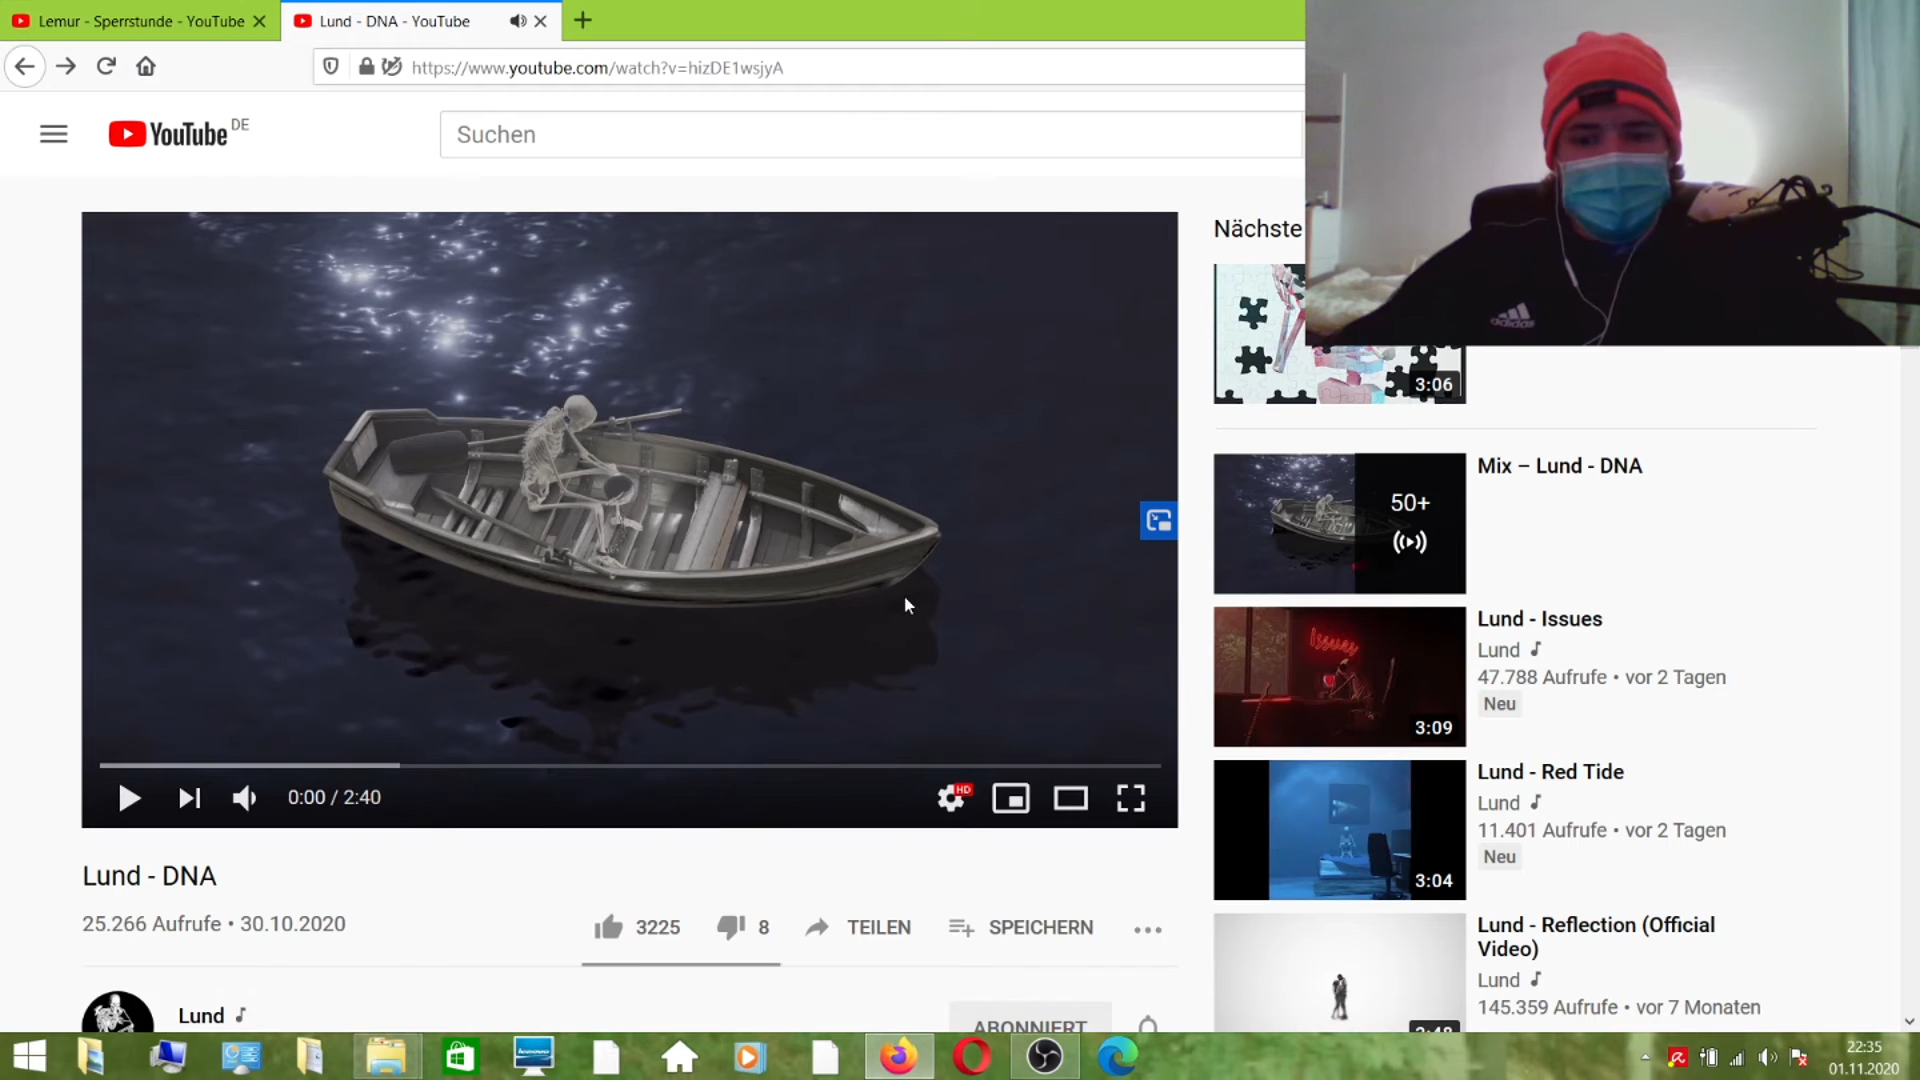 Lemur - Sperrstunde - YouTube
Lund - DNA - YouTube
https://www.youtube.com/watch?v=hizDE1wsjyA
YouTube DE
Suchen
Nächste
adidas
3:06
Mix – Lund - DNA
50+
Lund - Issues
Lund
47.788 Aufrufe • vor 2 Tagen
Neu
Issues
3:09
Lund - Red Tide
Lund
11.401 Aufrufe • vor 2 Tagen
Neu
3:04
Lund - Reflection (Official
Video)
Lund
145.359 Aufrufe • vor 7 Monaten
0:00 / 2:40
HD
Lund - DNA
25.266 Aufrufe • 30.10.2020
3225
8
TEILEN
SPEICHERN
Lund
ABONNIERT
lenovo
22:35
01.11.2020